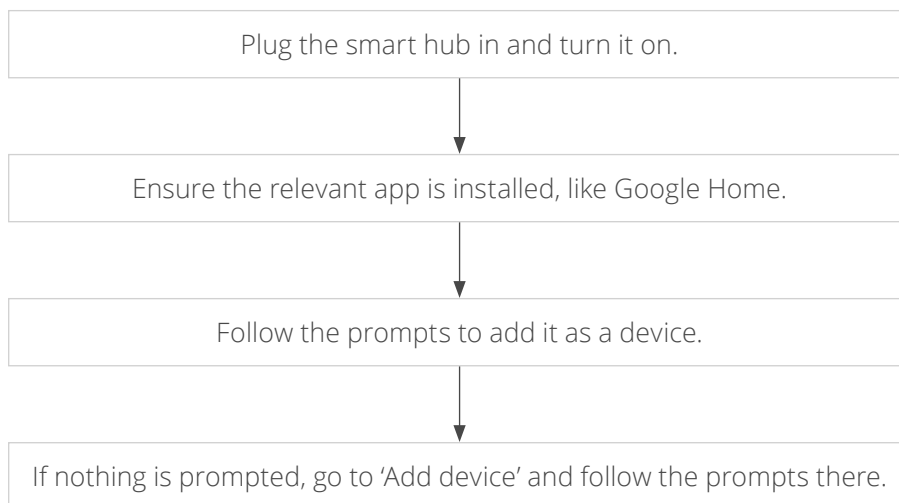 Plug the smart hub in and turn it on.
Ensure the relevant app is installed, like Google Home.
Follow the prompts to add it as a device.
If nothing is prompted, go to ‘Add device’ and follow the prompts there.